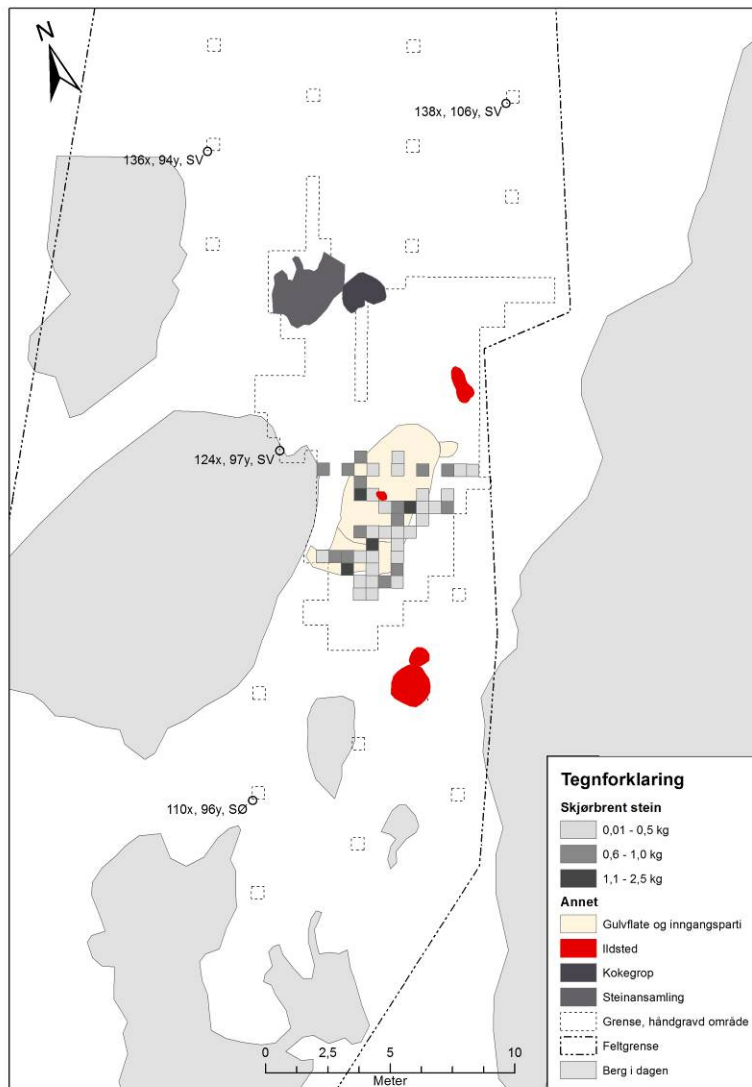 N
138x, 106y, SV
136x, 94y, SV
124x, 97y, SV
110x, 96y, SØ
Tegnforklaring
Skjørbrent stein
0,01 - 0,5 kg
0,6 - 1,0 kg
1,1 - 2,5 kg
Annet
Gulvflate og inngangsparti
Ildsted
Kokegrop
Steinansamling
Grense, håndgravd område
Feltgrense
Berg i dagen
0 2,5 5 10
Meter